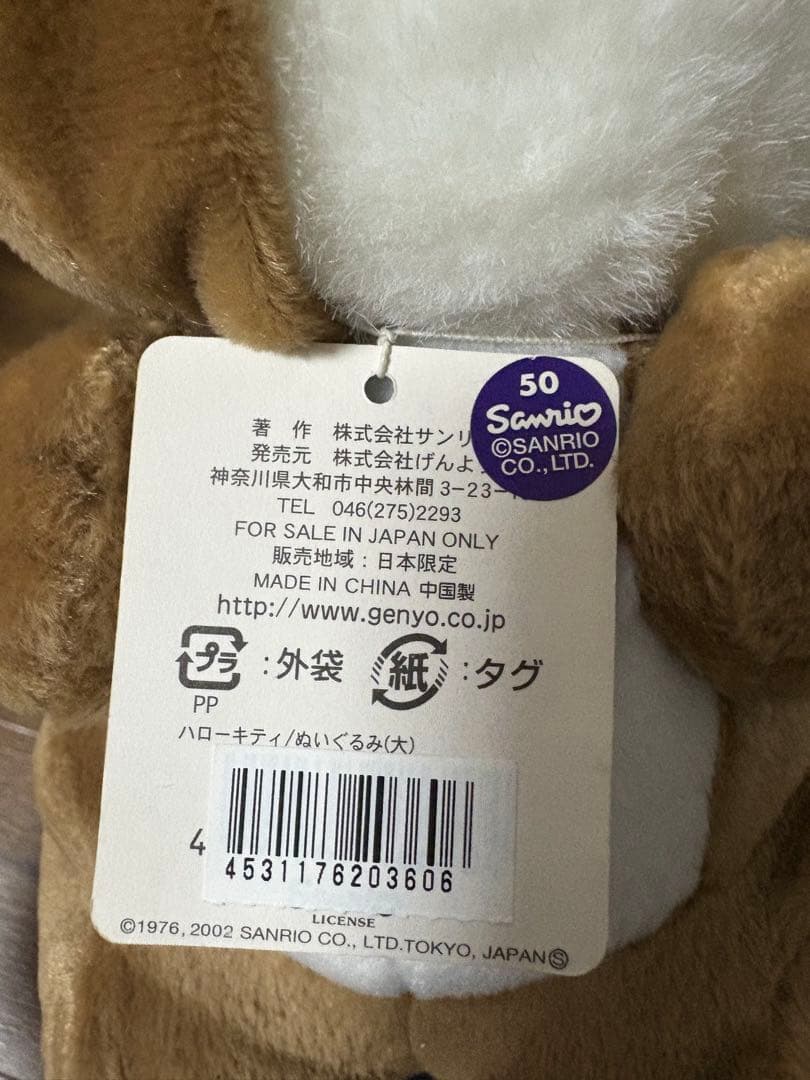 50
Sanrio
©SANRIO
CO.,LTD.
著 作 株式会社サンリ
発売元 株式会社げんよ
神奈川県大和市中央林間3-23-
TEL 046(275)2293
FOR SALE IN JAPAN ONLY
販売地域：日本限定
MADE IN CHINA 中国製
http://www.genyo.co.jp
プラ :外袋 紙 :タグ
PP
ハローキティ/ぬいぐるみ(大)
4
4531176203606
LICENSE
©1976, 2002 SANRIO CO., LTD.TOKYO, JAPAN Ⓢ